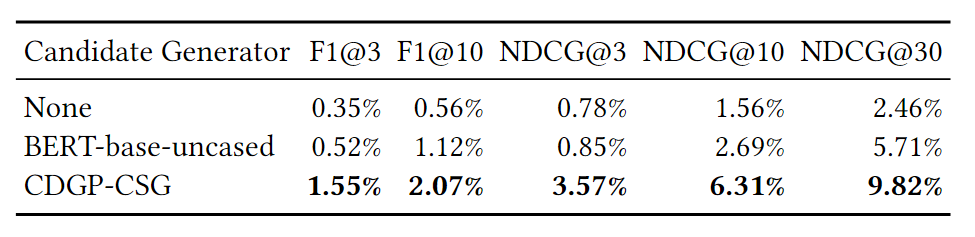 Candidate Generator F1@3 F1@10 NDCG@3 NDCG@10 NDCG@30
None 0.35% 0.56% 0.78% 1.56% 2.46%
BERT-base-uncased 0.52% 1.12% 0.85% 2.69% 5.71%
CDGP-CSG 1.55% 2.07% 3.57% 6.31% 9.82%